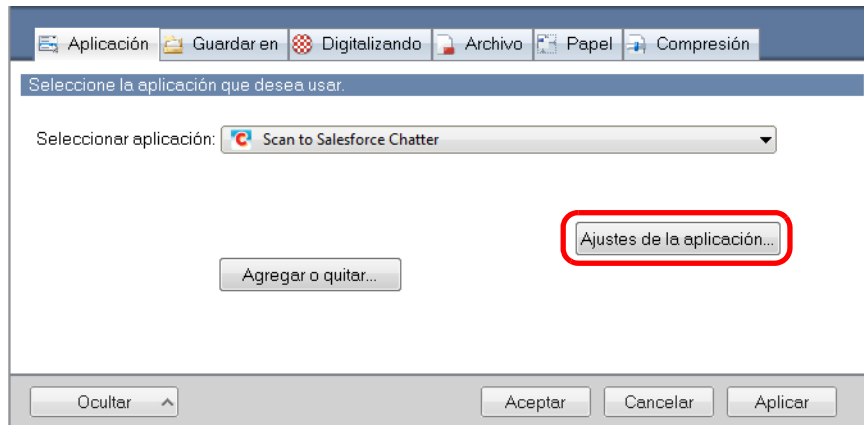 Aplicación Guardar en Digitalizando Archivo Papel Compresión
Seleccione la aplicación que desea usar.
Seleccionar aplicación: Scan to Salesforce Chatter
Ajustes de la aplicación...
Agregar o quitar...
Ocultar Aceptar Cancelar Aplicar